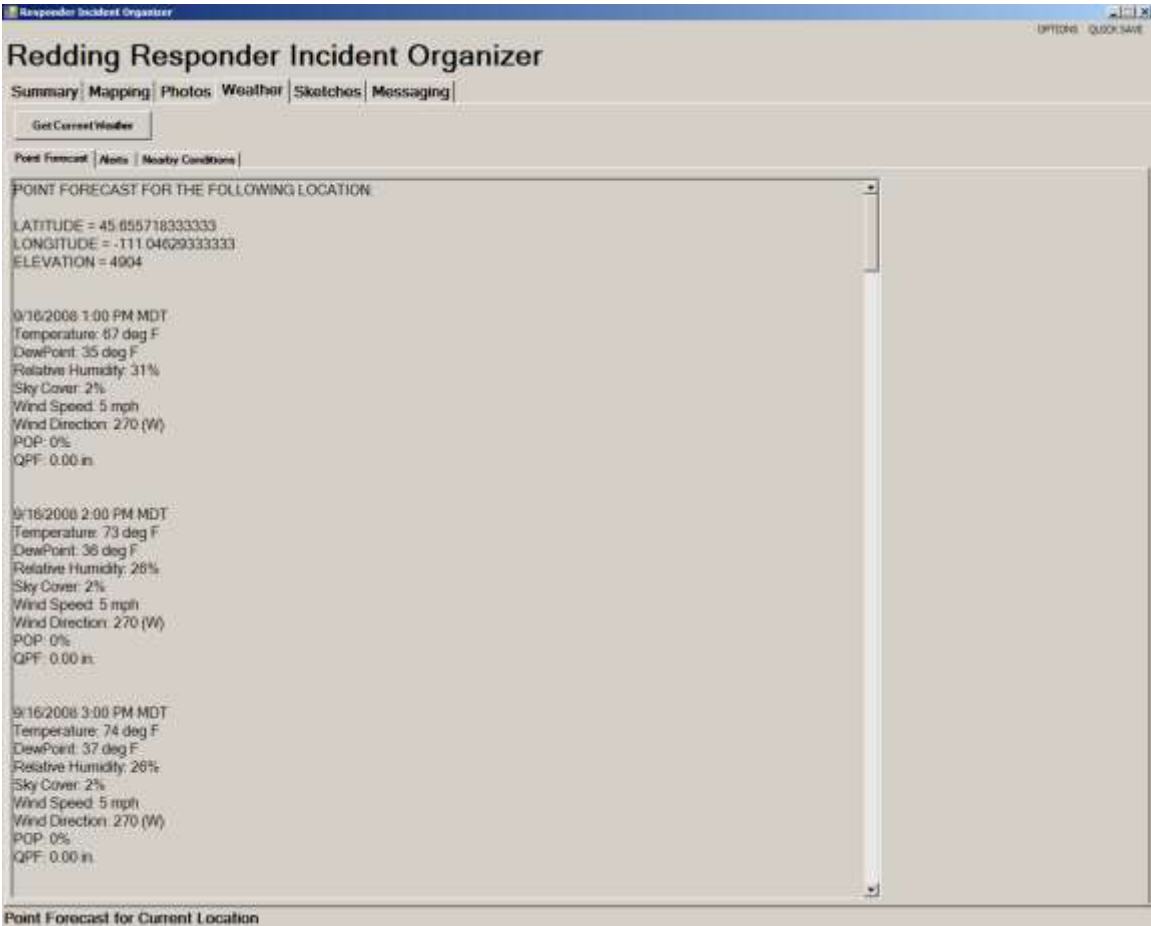 Responder Incident Organizer
OPTIONS QUICK SAVE
Redding Responder Incident Organizer
Summary Mapping Photos Weather Sketches Messaging
Get Current Weather
Point Forecast Alerts Nearby Conditions
POINT FORECAST FOR THE FOLLOWING LOCATION:
LATITUDE = 45.655718333333
LONGITUDE = -111.04629333333
ELEVATION = 4904
9/16/2008 1:00 PM MDT
Temperature: 67 deg F
DewPoint: 35 deg F
Relative Humidity: 31%
Sky Cover: 2%
Wind Speed: 5 mph
Wind Direction: 270 (W)
POP: 0%
QPF: 0.00 in.
9/16/2008 2:00 PM MDT
Temperature: 73 deg F
DewPoint: 36 deg F
Relative Humidity: 26%
Sky Cover: 2%
Wind Speed: 5 mph
Wind Direction: 270 (W)
POP: 0%
QPF: 0.00 in.
9/16/2008 3:00 PM MDT
Temperature: 74 deg F
DewPoint: 37 deg F
Relative Humidity: 26%
Sky Cover: 2%
Wind Speed: 5 mph
Wind Direction: 270 (W)
POP: 0%
QPF: 0.00 in.
Point Forecast for Current Location